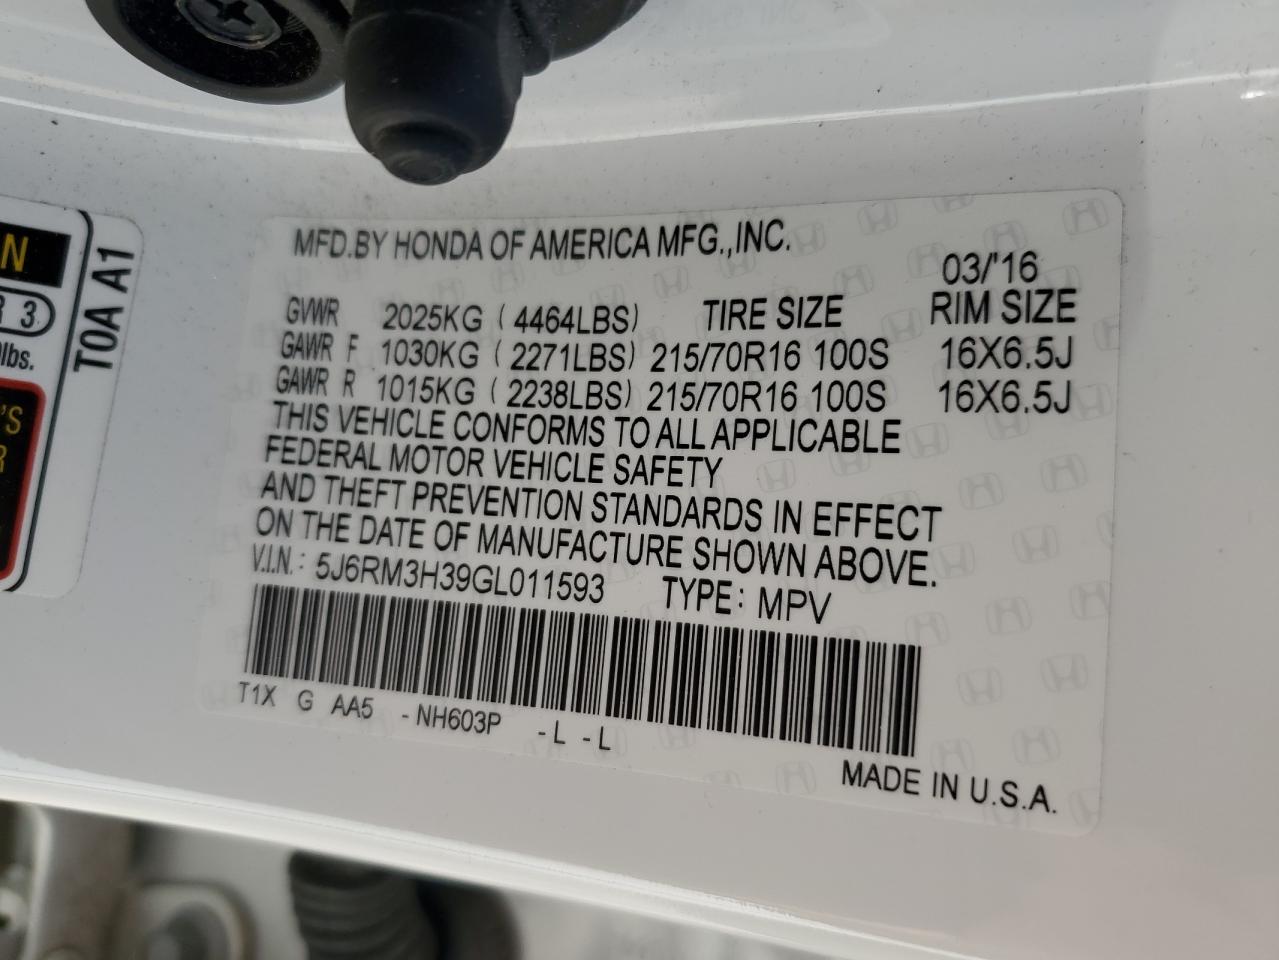 N
R 3
lbs.
'S
R
T0A A1
MFD.BY HONDA OF AMERICA MFG.,INC.
03/'16
GVWR 2025KG ( 4464LBS) TIRE SIZE RIM SIZE
GAWR F 1030KG ( 2271LBS) 215/70R16 100S 16X6.5J
GAWR R 1015KG ( 2238LBS) 215/70R16 100S 16X6.5J
THIS VEHICLE CONFORMS TO ALL APPLICABLE
FEDERAL MOTOR VEHICLE SAFETY
AND THEFT PREVENTION STANDARDS IN EFFECT
ON THE DATE OF MANUFACTURE SHOWN ABOVE.
V.I.N.: 5J6RM3H39GL011593 TYPE: MPV
T1X G AA5 -NH603P -L -L
MADE IN U.S.A.